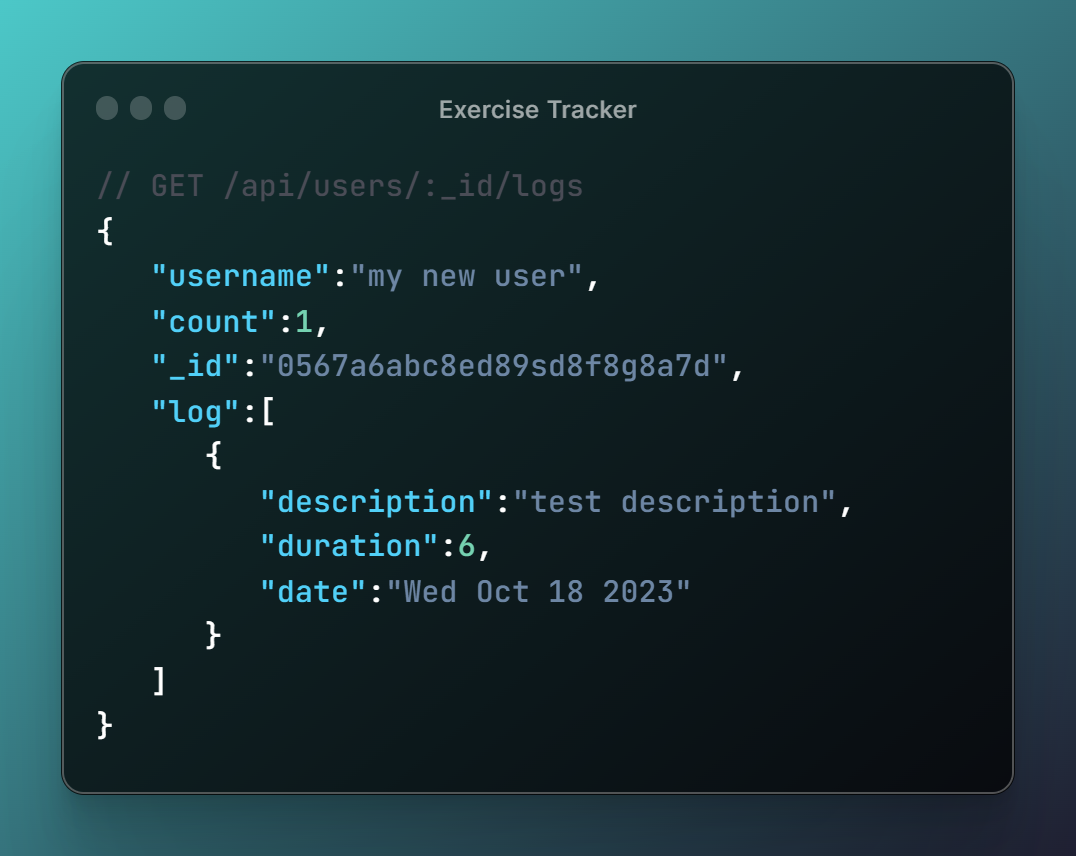 Exercise Tracker
// GET /api/users/:_id/logs
{
   "username":"my new user",
   "count":1,
   "_id":"0567a6abc8ed89sd8f8g8a7d",
   "log":[
      {
         "description":"test description",
         "duration":6,
         "date":"Wed Oct 18 2023"
      }
   ]
}